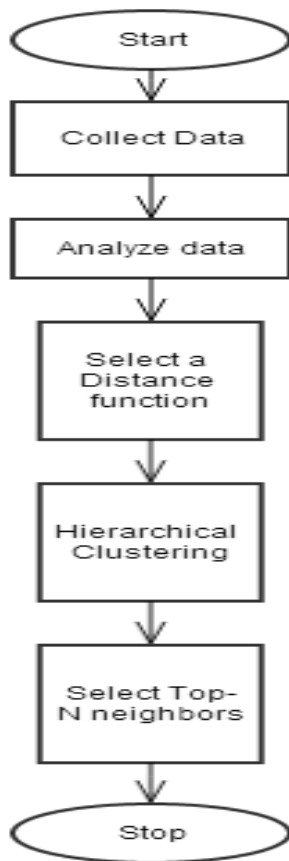 Start
Collect Data
Analyze data
Select a
Distance
function
Hierarchical
Clustering
Select Top-
N neighbors
Stop